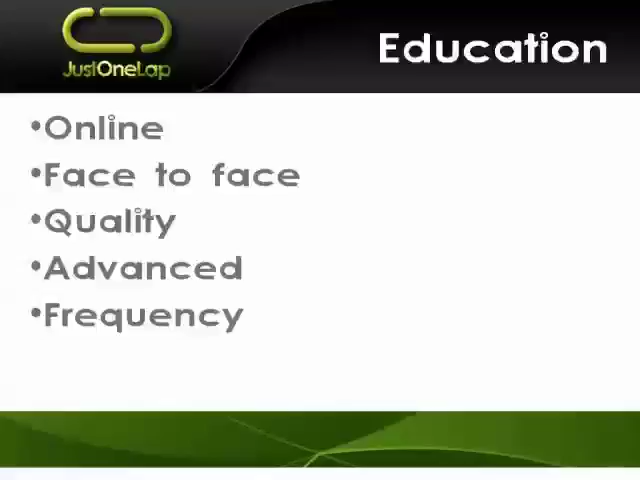 JustOneLap
Education
•Online
•Face to face
•Quality
•Advanced
•Frequency